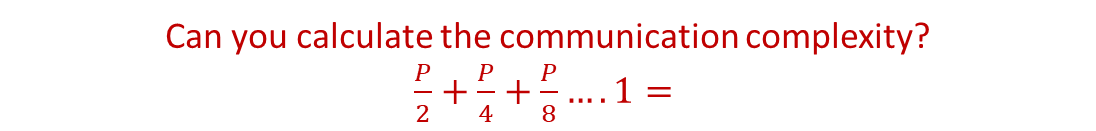 Can you calculate the communication complexity?
P/2 + P/4 + P/8 .... 1 =